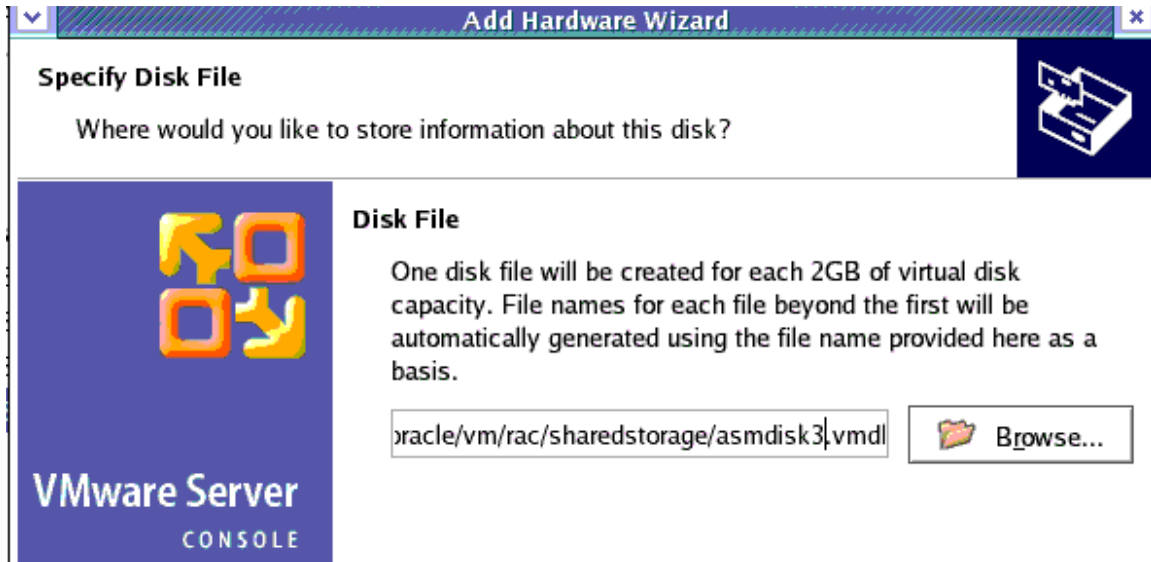 Add Hardware Wizard
Specify Disk File
Where would you like to store information about this disk?
Disk File
One disk file will be created for each 2GB of virtual disk
capacity. File names for each file beyond the first will be
automatically generated using the file name provided here as a
basis.
oracle/vm/rac/sharedstorage/asmdisk3.vmdl
Browse...
VMware Server
CONSOLE